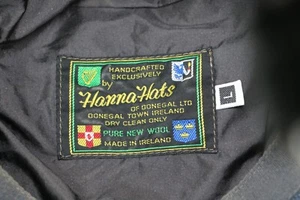 HANDCRAFTED
EXCLUSIVELY
by
Hanna Hats
OF DONEGAL LTD
DONEGAL TOWN IRELAND
DRY CLEAN ONLY
PURE NEW WOOL
MADE IN IRELAND
L